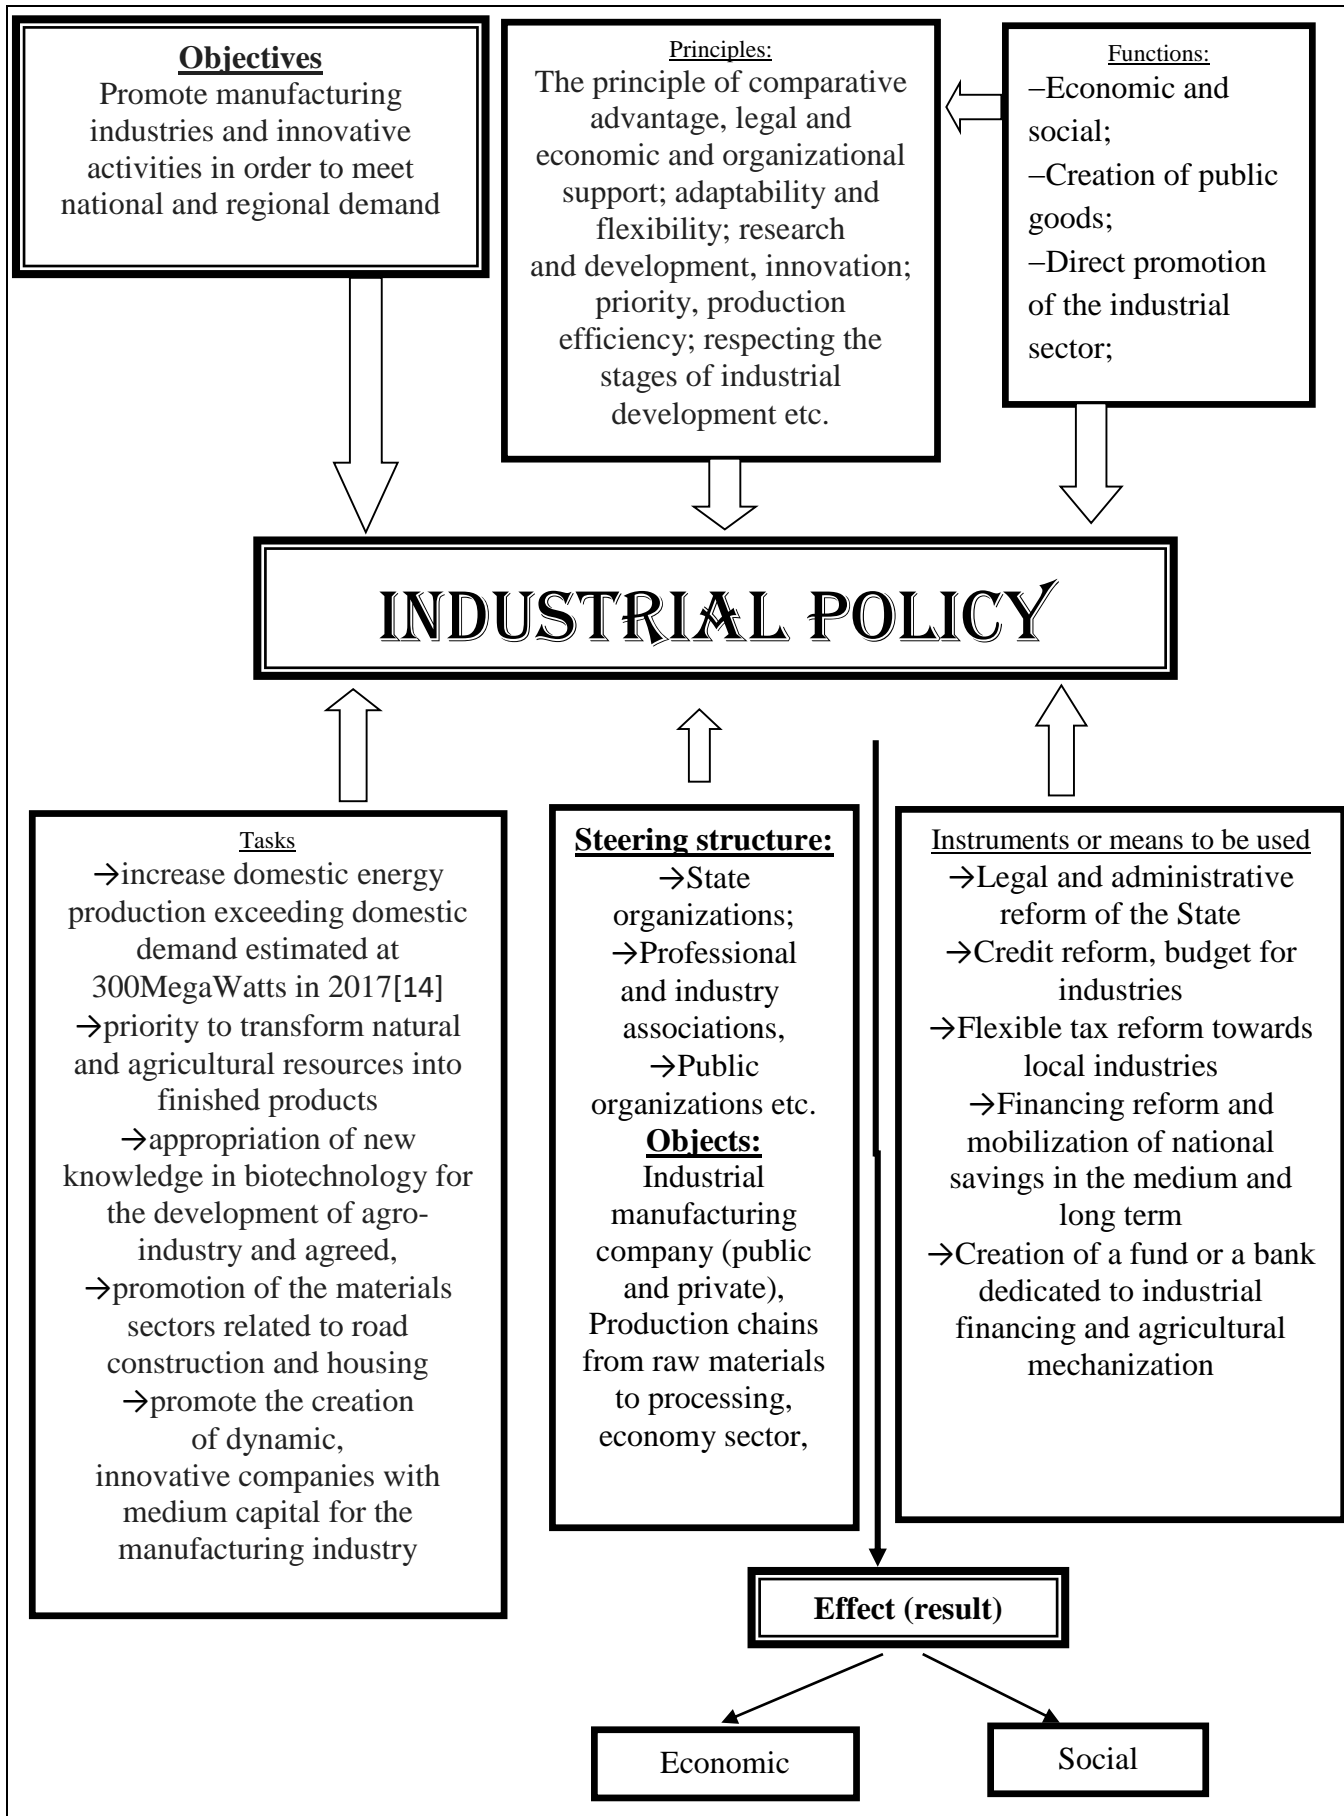 Objectives
Promote manufacturing
industries and innovative
activities in order to meet
national and regional demand
Principles:
The principle of comparative
advantage, legal and
economic and organizational
support; adaptability and
flexibility; research
and development, innovation;
priority, production
efficiency; respecting the
stages of industrial
development etc.
Functions:
–Economic and
social;
–Creation of public
goods;
–Direct promotion
of the industrial
sector;
INDUSTRIAL POLICY
Tasks
→increase domestic energy
production exceeding domestic
demand estimated at
300MegaWatts in 2017[14]
→priority to transform natural
and agricultural resources into
finished products
→appropriation of new
knowledge in biotechnology for
the development of agro-
industry and agreed,
→promotion of the materials
sectors related to road
construction and housing
→promote the creation
of dynamic,
innovative companies with
medium capital for the
manufacturing industry
Steering structure:
→State
organizations;
→Professional
and industry
associations,
→Public
organizations etc.
Objects:
Industrial
manufacturing
company (public
and private),
Production chains
from raw materials
to processing,
economy sector,
Instruments or means to be used
→Legal and administrative
reform of the State
→Credit reform, budget for
industries
→Flexible tax reform towards
local industries
→Financing reform and
mobilization of national
savings in the medium and
long term
→Creation of a fund or a bank
dedicated to industrial
financing and agricultural
mechanization
Effect (result)
Economic
Social